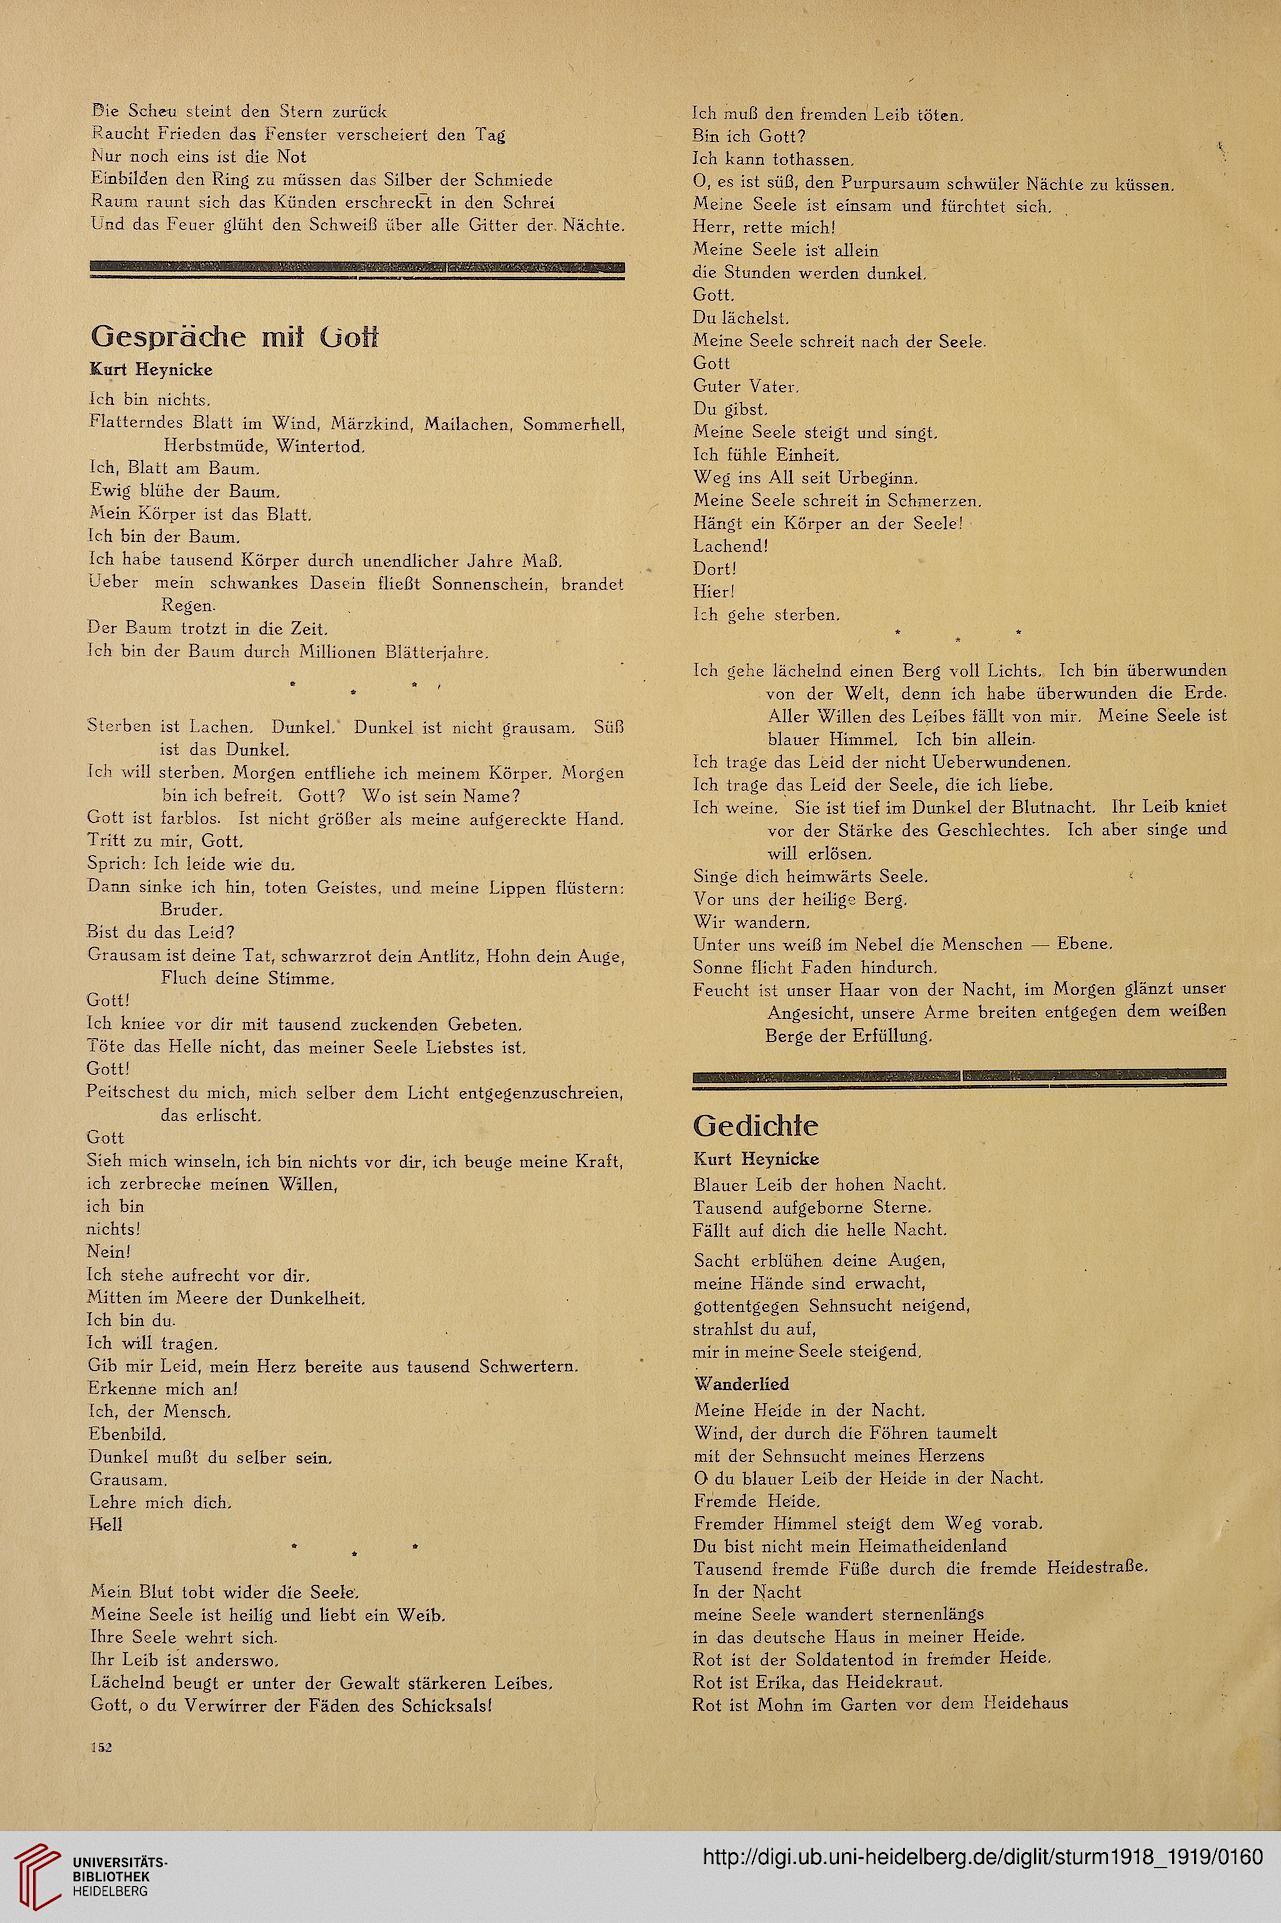 Die Scheu steint den Stern zurück
Raucht Frieden das Fenster verscheiert den Tag
Nur noch eins ist die Not
Einbilden den Ring zu müssen das Silber der Schmiede
Raum raunt sich das Künden erschreckt in den Schrei
Und das Feuer glüht den Schweiß über alle Gitter der Nächte.
Gespräche mit Gott
Kurt Heynicke
Ich bin nichts.
Flatterndes Blatt im Wind, Märzkind, Mailachen, Sommerhell,
Herbstmüde, Wintertod.
Ich, Blatt am Baum.
Ewig blühe der Baum.
Mein Körper ist das Blatt.
Ich bin der Baum.
Ich habe tausend Körper durch unendlicher Jahre Maß.
Ueber mein schwankes Dasein fließt Sonnenschein, brandet
Regen.
Der Baum trotzt in die Zeit.
Ich bin der Baum durch Millionen Blätterjahre.
* * *
Sterben ist Lachen. Dunkel. Dunkel ist nicht grausam. Süß
ist das Dunkel.
Ich will sterben. Morgen entfliehe ich meinem Körper. Morgen
bin ich befreit. Gott? Wo ist sein Name?
Gott ist farblos. Ist nicht größer als meine aufgereckte Hand.
Tritt zu mir, Gott.
Sprich: Ich leide wie du.
Dann sinke ich hin, toten Geistes, und meine Lippen flüstern:
Bruder.
Bist du das Leid?
Grausam ist deine Tat, schwarzrot dein Antlitz, Hohn dein Auge,
Fluch deine Stimme.
Gott!
Ich kniee vor dir mit tausend zuckenden Gebeten.
Töte das Helle nicht, das meiner Seele Liebstes ist.
Gott!
Peitschest du mich, mich selber dem Licht entgegenzuschreien,
das erlischt.
Gott
Sieh mich winseln, ich bin nichts vor dir, ich beuge meine Kraft,
ich zerbreche meinen Willen,
ich bin
nichts!
Nein!
Ich stehe aufrecht vor dir.
Mitten im Meere der Dunkelheit.
Ich bin du.
Ich will tragen.
Gib mir Leid, mein Herz bereite aus tausend Schwertern.
Erkenne mich an!
Ich, der Mensch.
Ebenbild.
Dunkel mußt du selber sein.
Grausam.
Lehre mich dich.
Hell
* * *
Mein Blut tobt wider die Seele.
Meine Seele ist heilig und liebt ein Weib.
Ihre Seele wehrt sich.
Ihr Leib ist anderswo.
Lächelnd beugt er unter der Gewalt stärkeren Leibes.
Gott, o du Verwirrer der Fäden des Schicksals!
152
Ich muß den fremden Leib töten.
Bin ich Gott?
Ich kann tothassen.
O, es ist süß, den Purpursaum schwüler Nächte zu küssen.
Meine Seele ist einsam und fürchtet sich.
Herr, rette mich!
Meine Seele ist allein
die Stunden werden dunkel.
Gott.
Du lächelst.
Meine Seele schreit nach der Seele.
Gott
Guter Vater.
Du gibst.
Meine Seele steigt und singt.
Ich fühle Einheit.
Weg ins All seit Urbeginn.
Meine Seele schreit in Schmerzen.
Hängt ein Körper an der Seele!
Lachend!
Dort!
Hier!
Ich gehe sterben.
* * *
Ich gehe lächelnd einen Berg voll Lichts. Ich bin überwunden
von der Welt, denn ich habe überwunden die Erde.
Aller Willen des Leibes fällt von mir. Meine Seele ist
blauer Himmel. Ich bin allein.
Ich trage das Leid der nicht Ueberwundenen.
Ich trage das Leid der Seele, die ich liebe.
Ich weine. Sie ist tief im Dunkel der Blutnacht. Ihr Leib kniet
vor der Stärke des Geschlechtes. Ich aber singe und
will erlösen.
Singe dich heimwärts Seele.
Vor uns der heilige Berg.
Wir wandern.
Unter uns weiß im Nebel die Menschen — Ebene.
Sonne flicht Faden hindurch.
Feucht ist unser Haar von der Nacht, im Morgen glänzt unser
Angesicht, unsere Arme breiten entgegen dem weißen
Berge der Erfüllung.
Gedichte
Kurt Heynicke
Blauer Leib der hohen Nacht.
Tausend aufgeborne Sterne.
Fällt auf dich die helle Nacht.
Sacht erblühen deine Augen,
meine Hände sind erwacht,
gottentgegen Sehnsucht neigend,
strahlst du auf,
mir in meine Seele steigend.
Wanderlied
Meine Heide in der Nacht.
Wind, der durch die Föhren taumelt
mit der Sehnsucht meines Herzens
O du blauer Leib der Heide in der Nacht.
Fremde Heide.
Fremder Himmel steigt dem Weg vorab.
Du bist nicht mein Heimatheidenland
Tausend fremde Füße durch die fremde Heidestraße.
In der Nacht
meine Seele wandert sternenlängs
in das deutsche Haus in meiner Heide.
Rot ist der Soldatentod in fremder Heide.
Rot ist Erika, das Heidekraut.
Rot ist Mohn im Garten vor dem Heidehaus
UNIVERSITÄTS-
BIBLIOTHEK
HEIDELBERG
http://digi.ub.uni-heidelberg.de/diglit/sturm1918_1919/0160